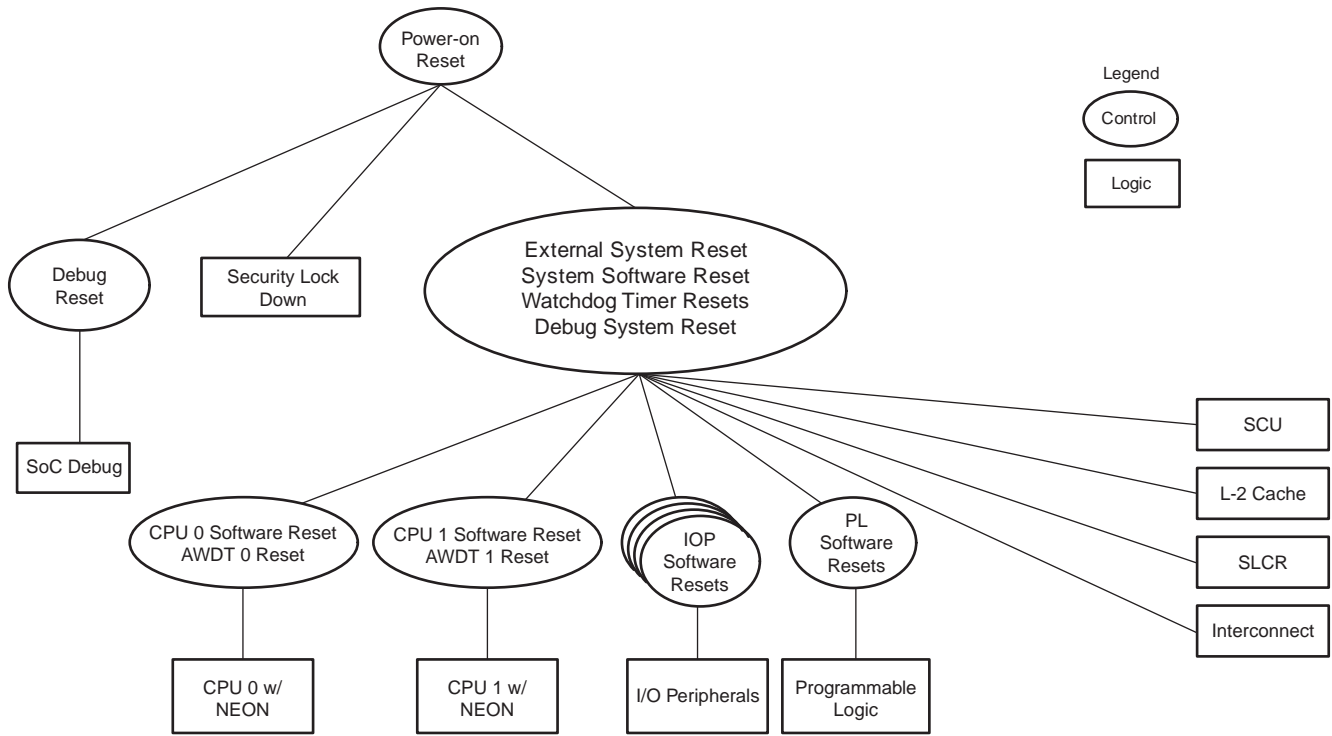 Power-on
Reset
Legend
Control
Logic
Debug
Reset
Security Lock
Down
External System Reset
System Software Reset
Watchdog Timer Resets
Debug System Reset
SoC Debug
SCU
L-2 Cache
SLCR
Interconnect
CPU 0 Software Reset
AWDT 0 Reset
CPU 1 Software Reset
AWDT 1 Reset
IOP
Software
Resets
PL
Software
Resets
CPU 0 w/
NEON
CPU 1 w/
NEON
I/O Peripherals
Programmable
Logic